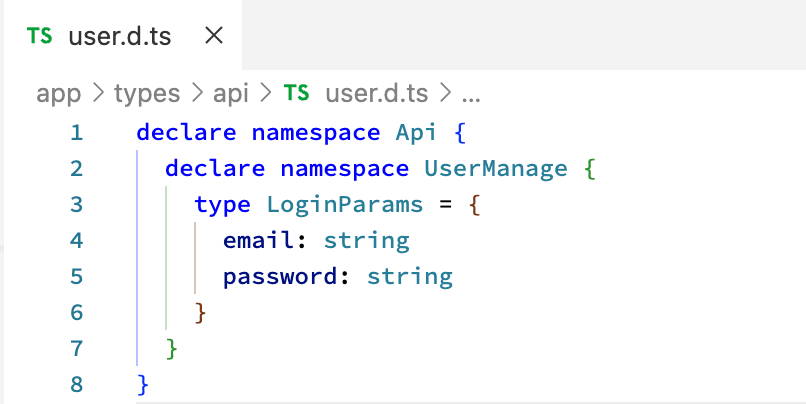 TS user.d.ts ×
app > types > api > TS user.d.ts > ...
1 declare namespace Api {
2   declare namespace UserManage {
3     type LoginParams = {
4       email: string
5       password: string
6     }
7   }
8 }